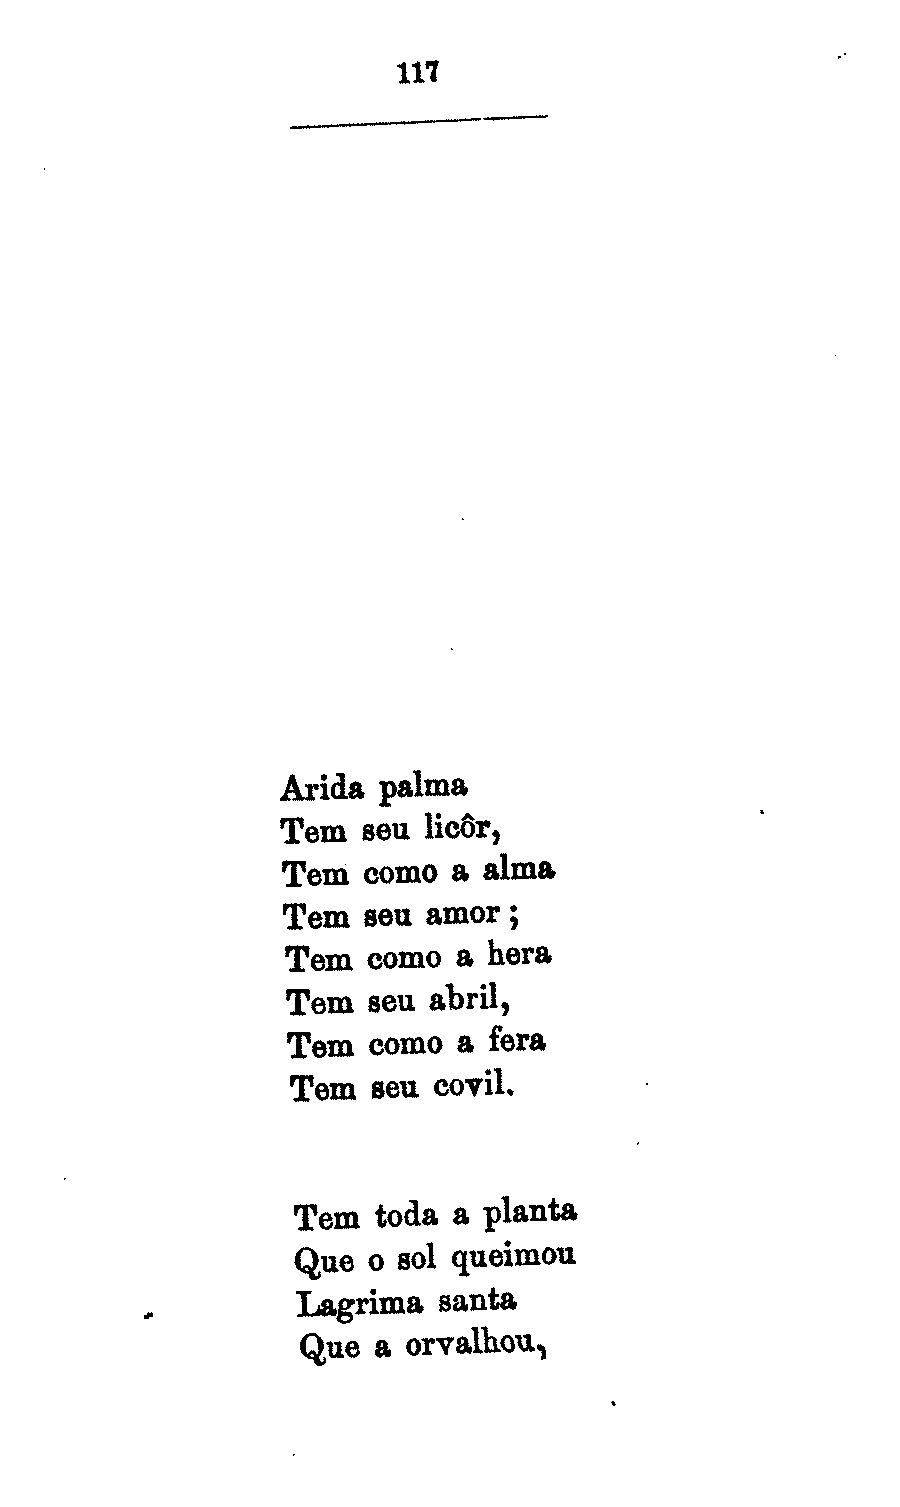 117
Arida palma
Tem seu licôr,
Tem como a alma
Tem seu amor;
Tem como a hera
Tem seu abril,
Tem como a fera
Tem seu covil.
Tem toda a planta
Que o sol queimou
Lagrima santa
Que a orvalhou,